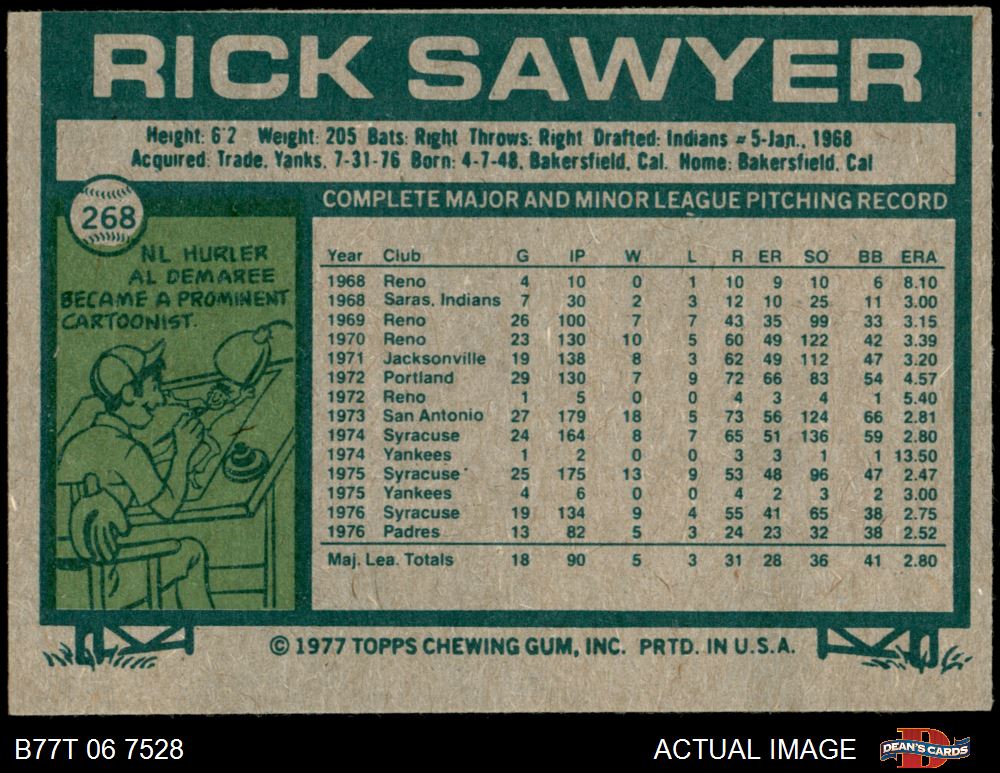 RICK SAWYER
Height: 6'2 Weight: 205 Bats: Right Throws: Right Drafted: Indians = 5-Jan., 1968
Acquired: Trade, Yanks, 7-31-76 Born: 4-7-48, Bakersfield, Cal. Home: Bakersfield, Cal
268
NL HURLER
AL DEMAREE
BECAME A PROMINENT
CARTOONIST.
COMPLETE MAJOR AND MINOR LEAGUE PITCHING RECORD
Year Club G IP W L R ER SO BB ERA
1968 Reno 4 10 0 1 10 9 10 6 8.10
1968 Saras. Indians 7 30 2 3 12 10 25 11 3.00
1969 Reno 26 100 7 7 43 35 99 33 3.15
1970 Reno 23 130 10 5 60 49 122 42 3.39
1971 Jacksonville 19 138 8 3 62 49 112 47 3.20
1972 Portland 29 130 7 9 72 66 83 54 4.57
1972 Reno 1 5 0 0 4 3 4 1 5.40
1973 San Antonio 27 179 18 5 73 56 124 66 2.81
1974 Syracuse 24 164 8 7 65 51 136 59 2.80
1974 Yankees 1 2 0 0 3 3 1 1 13.50
1975 Syracuse 25 175 13 9 53 48 96 47 2.47
1975 Yankees 4 6 0 0 4 2 3 2 3.00
1976 Syracuse 19 134 9 4 55 41 65 38 2.75
1976 Padres 13 82 5 3 24 23 32 38 2.52
Maj. Lea. Totals 18 90 5 3 31 28 36 41 2.80
© 1977 TOPPS CHEWING GUM, INC. PRTD. IN U.S.A.
B77T 06 7528
ACTUAL IMAGE
DEAN'S CARDS